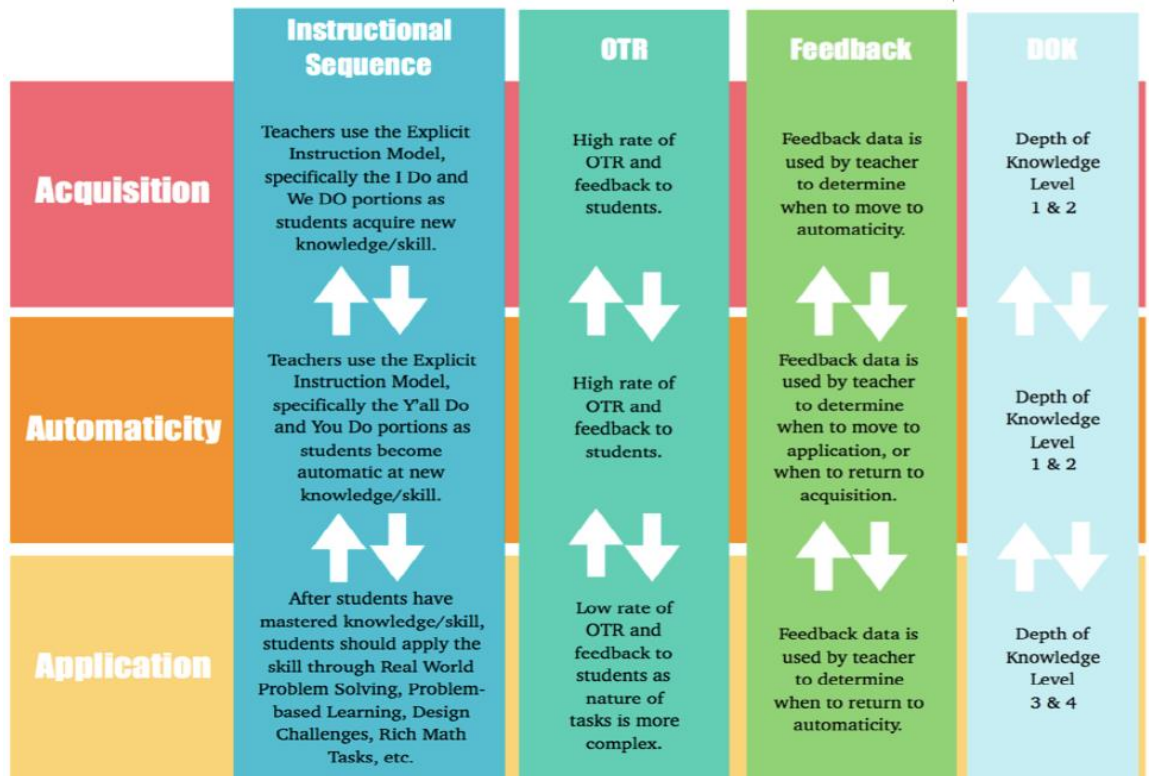 Instructional
Sequence
OTR
Feedback
DOK
Acquisition
Teachers use the Explicit
Instruction Model,
specifically the I Do and
We DO portions as
students acquire new
knowledge/skill.
High rate of
OTR and
feedback to
students.
Feedback data is
used by teacher
to determine
when to move to
automaticity.
Depth of
Knowledge
Level
1 & 2
Automaticity
Teachers use the Explicit
Instruction Model,
specifically the Y'all Do
and You Do portions as
students become
automatic at new
knowledge/skill.
High rate of
OTR and
feedback to
students.
Feedback data is
used by teacher
to determine
when to move to
application, or
when to return to
acquisition.
Depth of
Knowledge
Level
1 & 2
Application
After students have
mastered knowledge/skill,
students should apply the
skill through Real World
Problem Solving, Problem-
based Learning, Design
Challenges, Rich Math
Tasks, etc.
Low rate of
OTR and
feedback to
students as
nature of
tasks is more
complex.
Feedback data is
used by teacher
to determine
when to return to
automaticity.
Depth of
Knowledge
Level
3 & 4